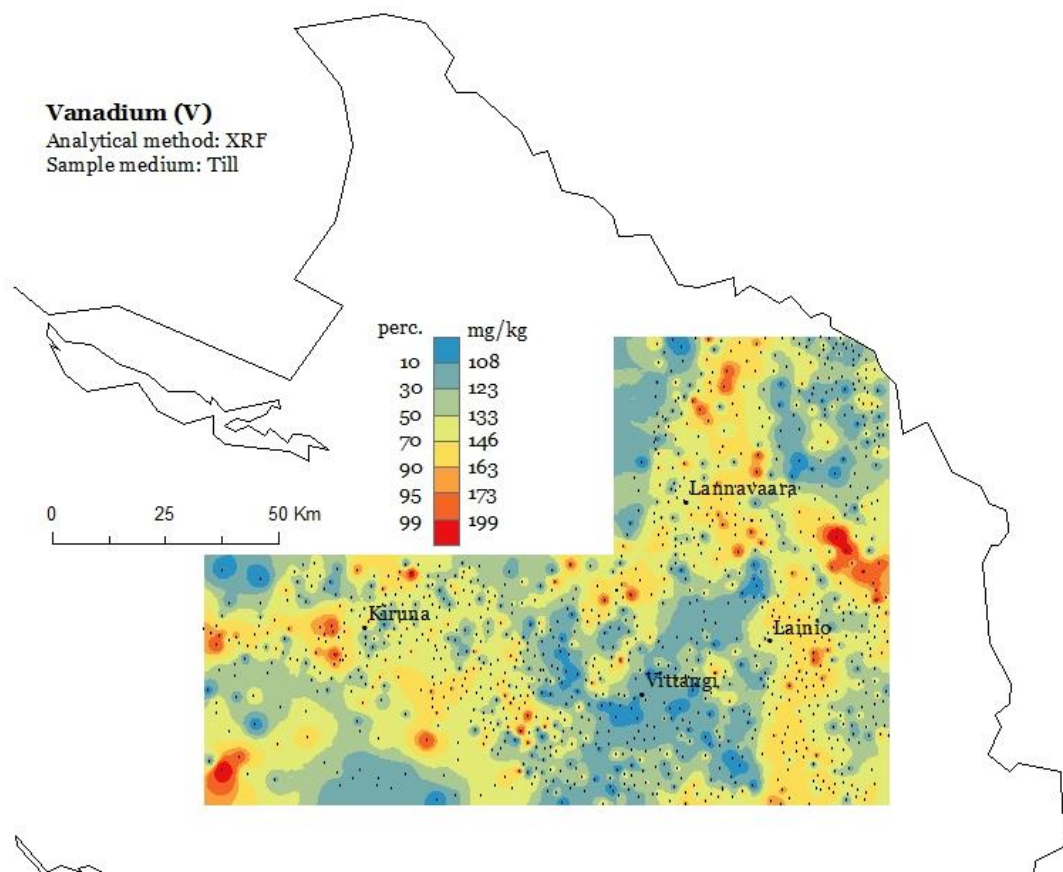 Vanadium (V)
Analytical method: XRF
Sample medium: Till
perc. mg/kg
10 108
30 123
50 133
70 146
90 163
95 173
99 199
0 25 50 Km
Lannavaara
Kiruna
Lainio
Vittangi